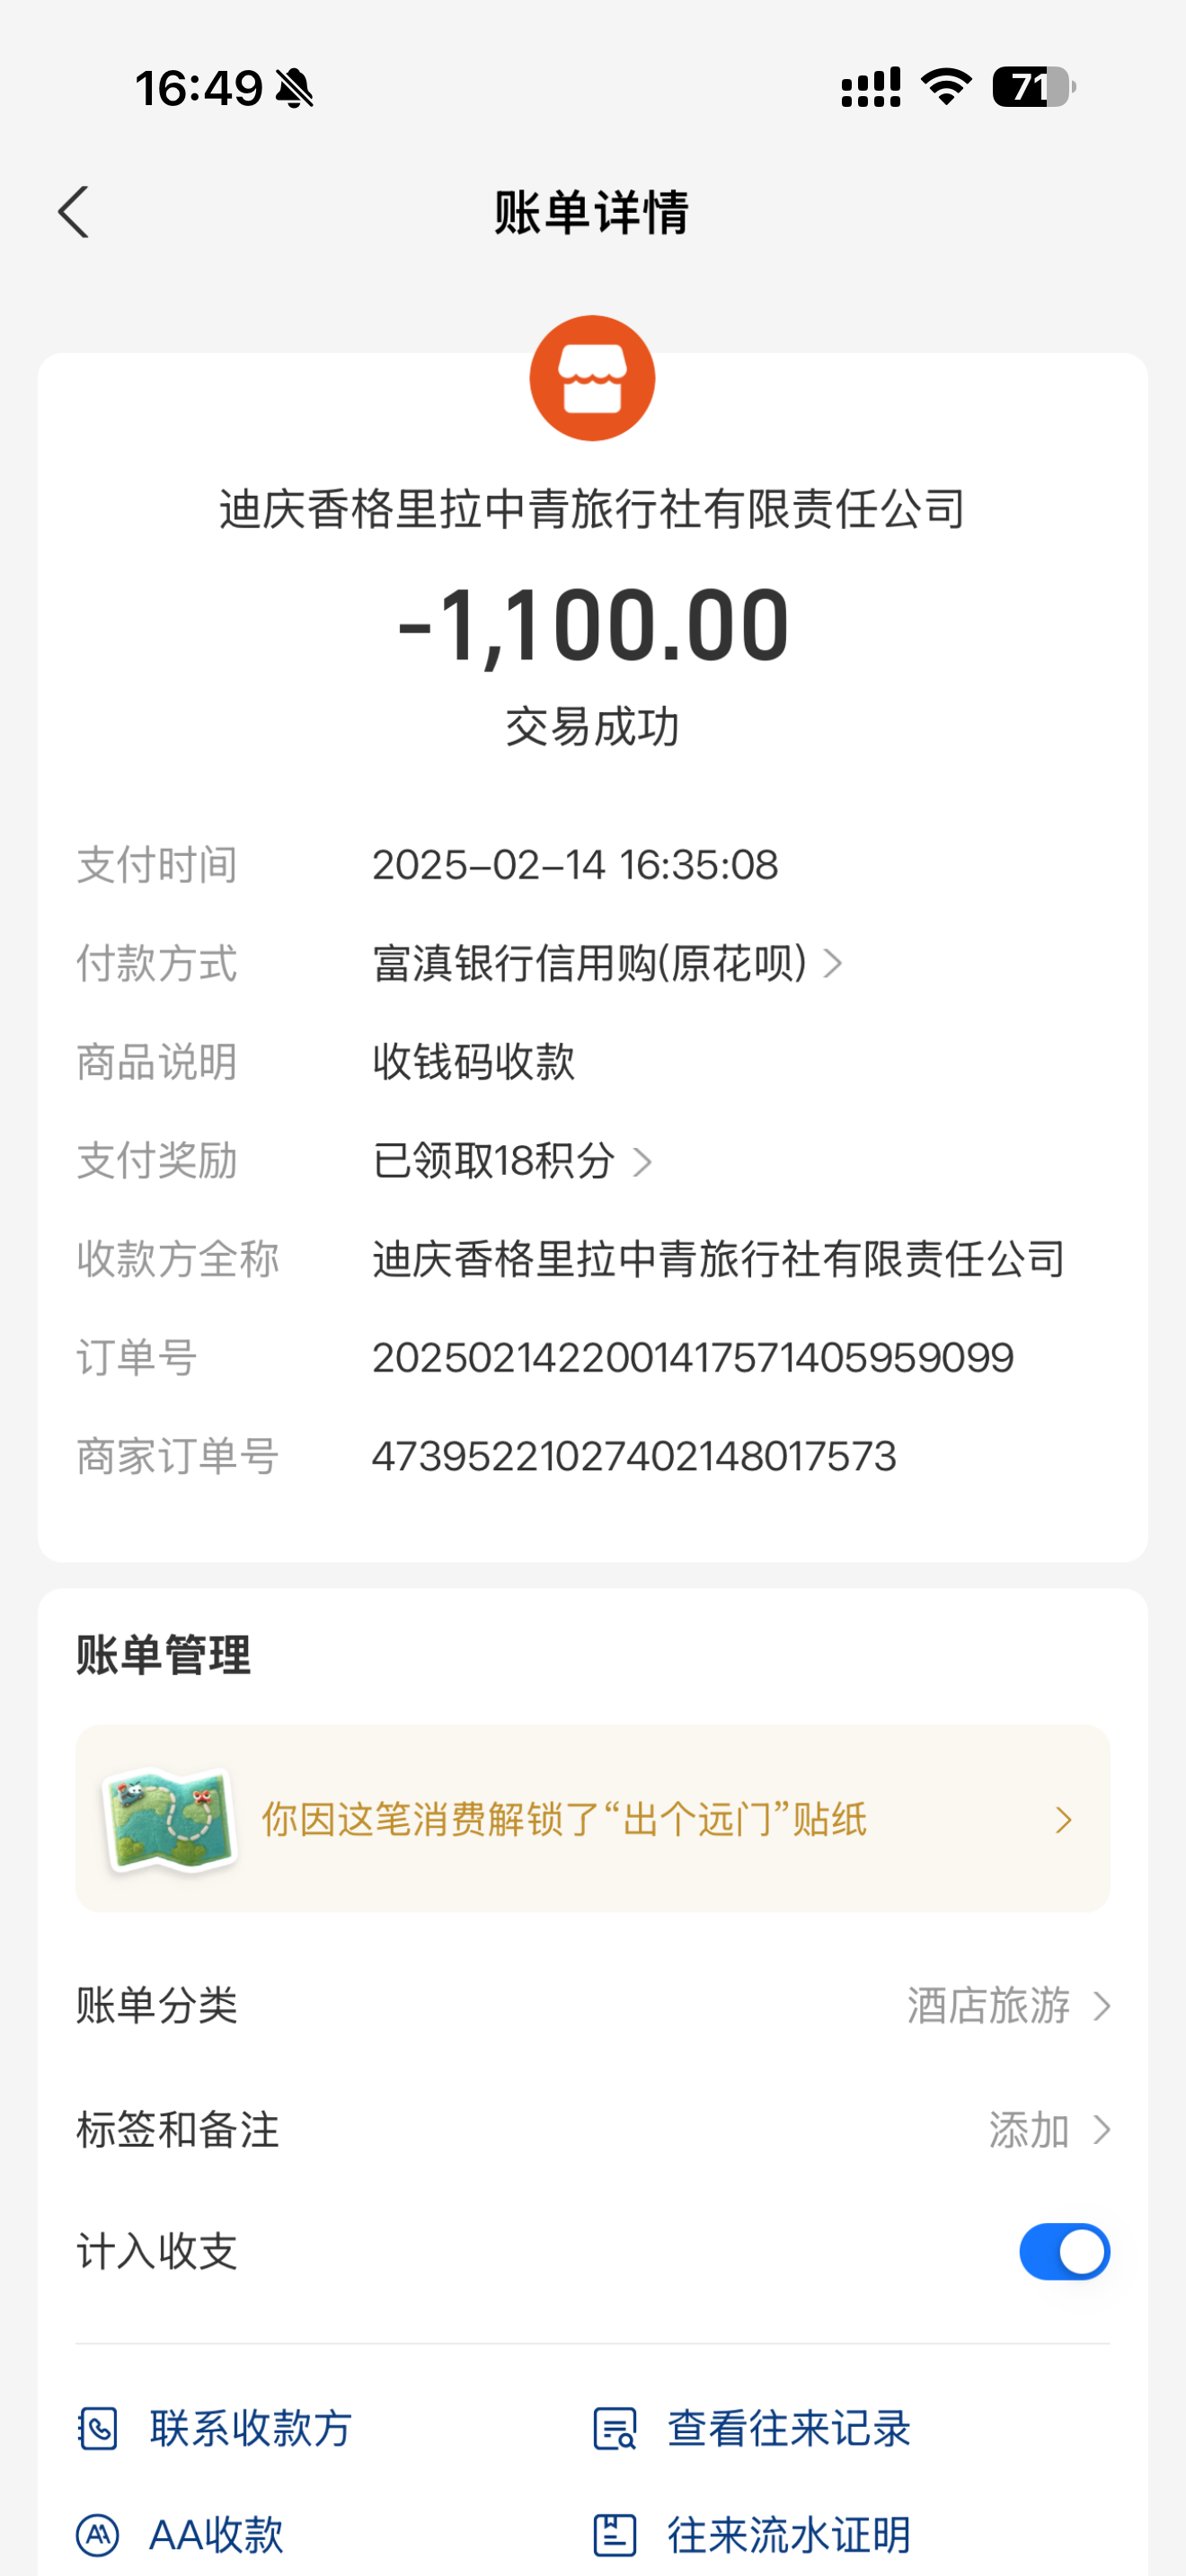 16:49
71
账单详情
迪庆香格里拉中青旅行社有限责任公司
-1,100.00
交易成功
支付时间 2025-02-14 16:35:08
付款方式 富滇银行信用购(原花呗)
商品说明 收钱码收款
支付奖励 已领取18积分
收款方全称 迪庆香格里拉中青旅行社有限责任公司
订单号 2025021422001417571405959099
商家订单号 47395221027402148017573
账单管理
你因这笔消费解锁了“出个远门”贴纸
账单分类 酒店旅游
标签和备注 添加
计入收支
联系收款方 查看往来记录
AA收款 往来流水证明